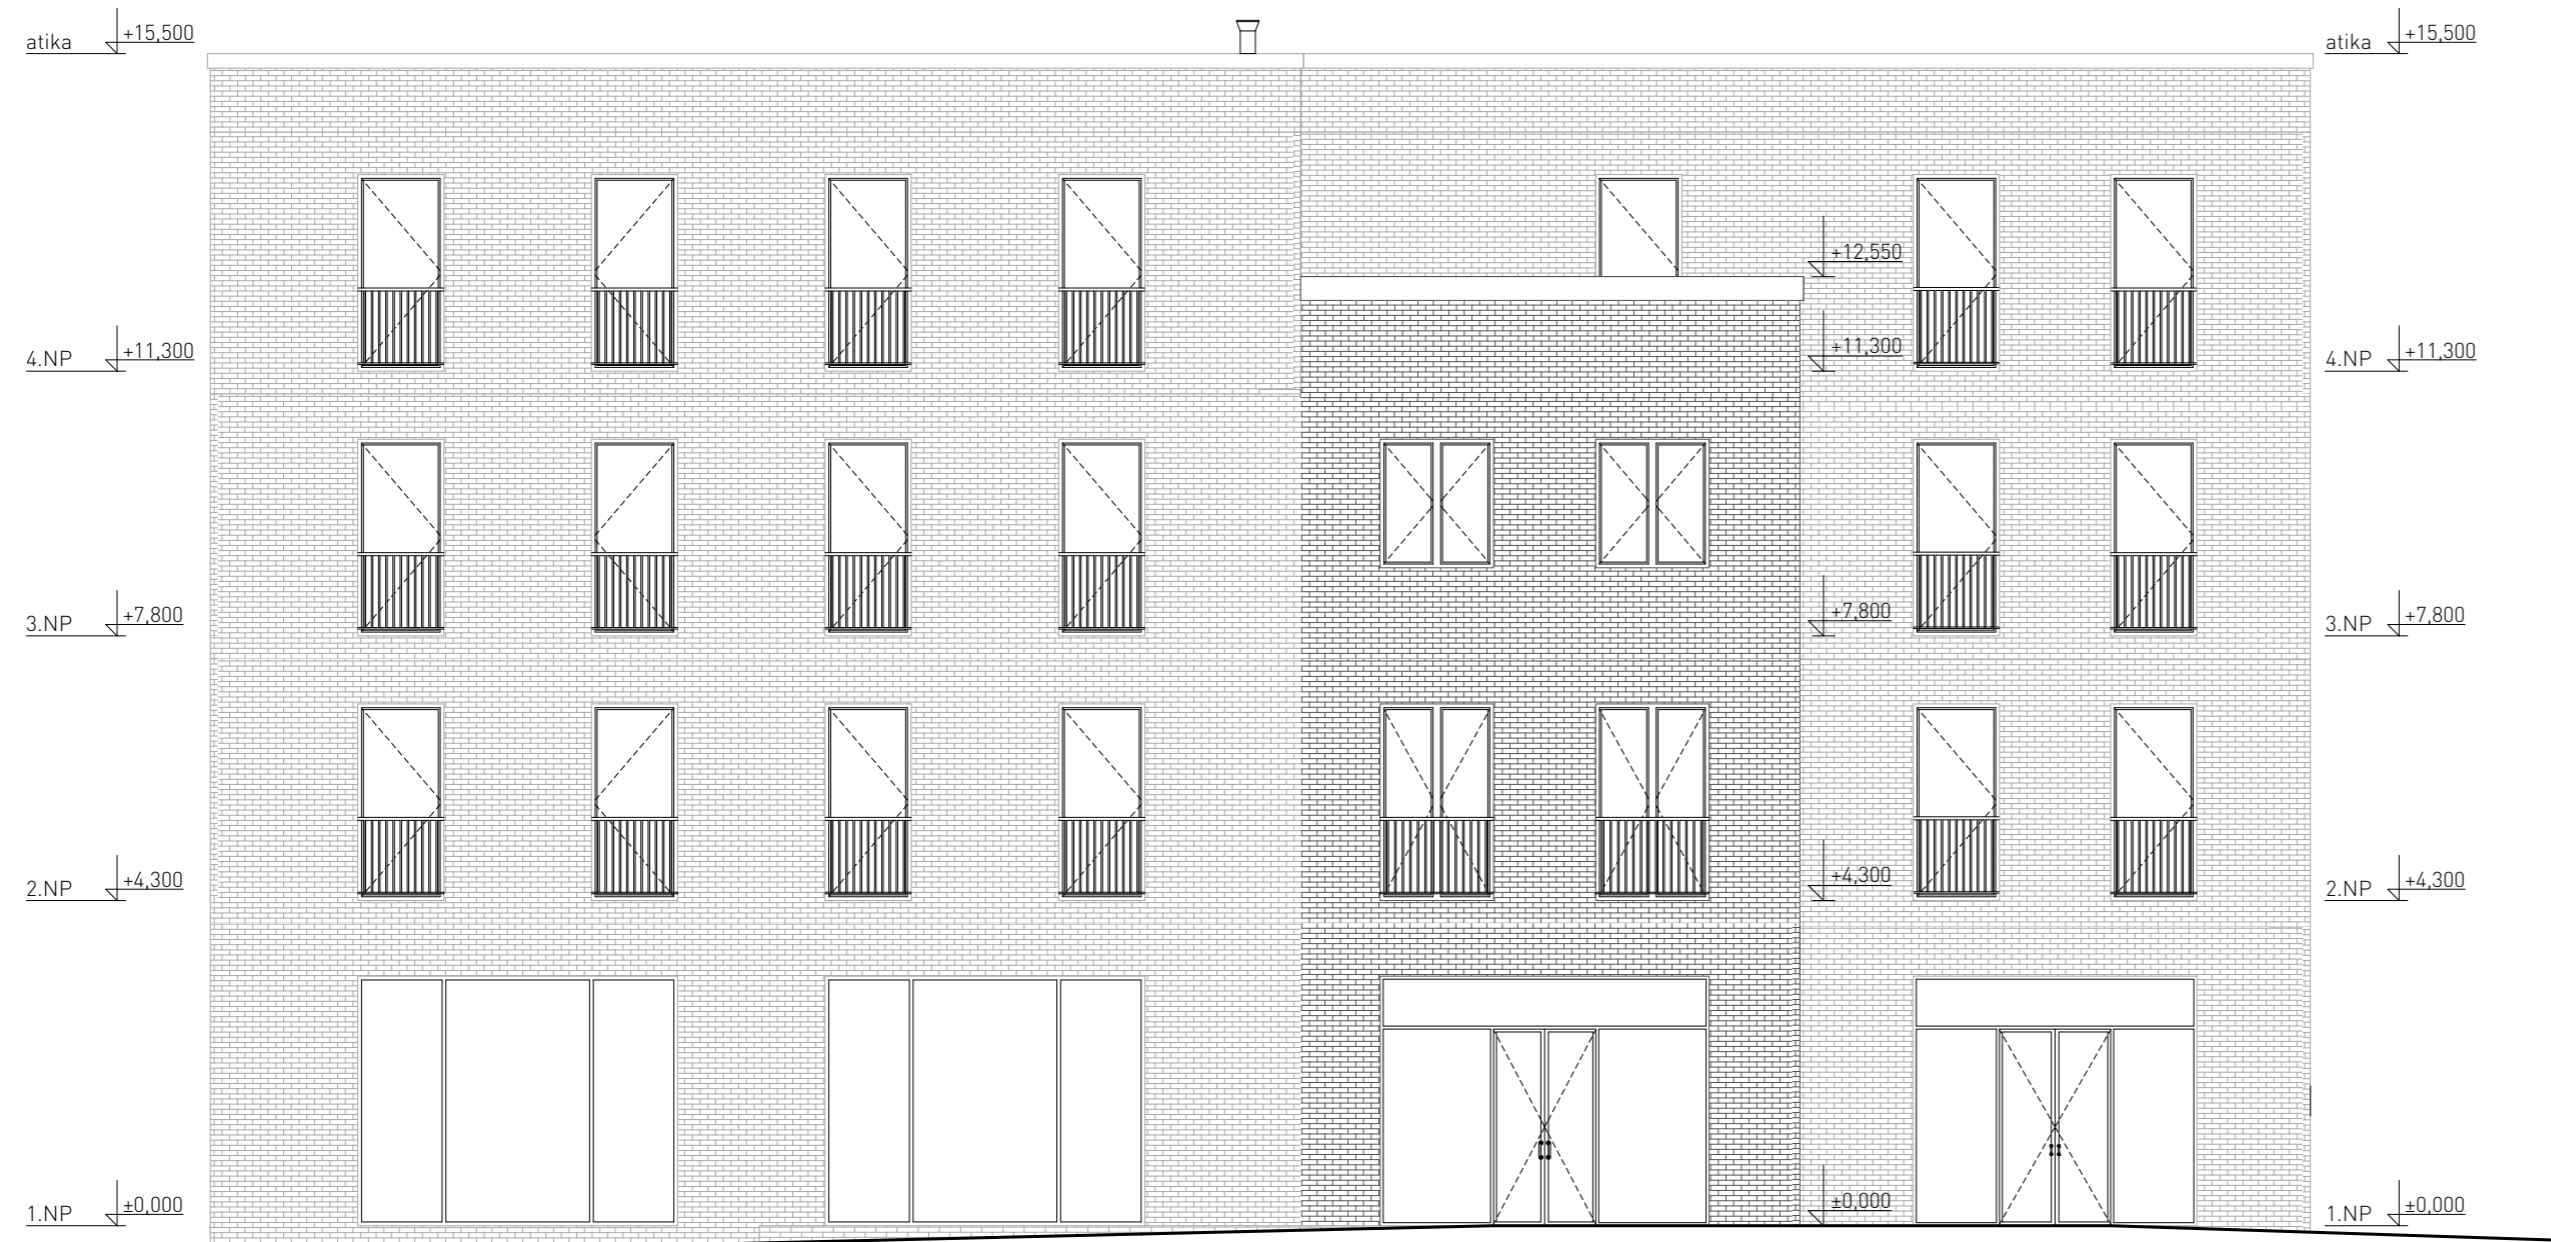 atika +15,500
atika +15,500
+12,550
4.NP +11,300
+11,300
4.NP +11,300
3.NP +7,800
+7,800
3.NP +7,800
2.NP +4,300
+4,300
2.NP +4,300
1.NP ±0,000
±0,000
1.NP ±0,000